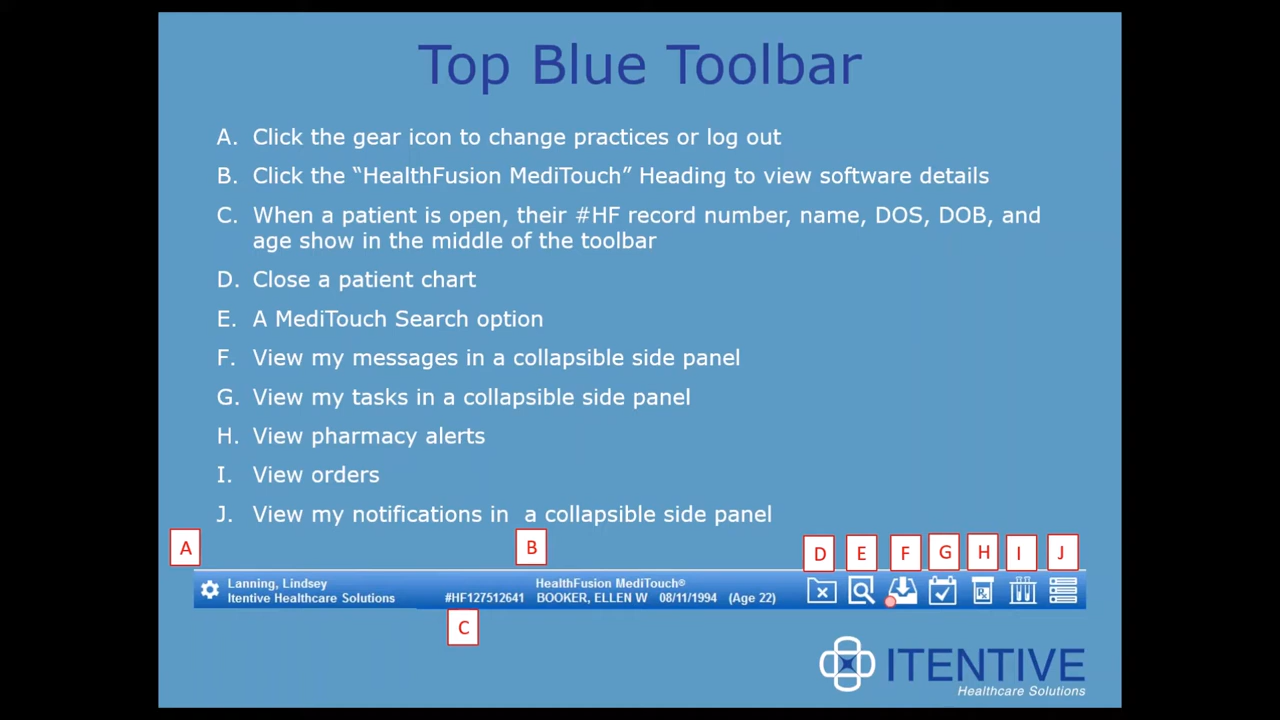 Top Blue Toolbar
A. Click the gear icon to change practices or log out
B. Click the “HealthFusion MediTouch” Heading to view software details
C. When a patient is open, their #HF record number, name, DOS, DOB, and
age show in the middle of the toolbar
D. Close a patient chart
E. A MediTouch Search option
F. View my messages in a collapsible side panel
G. View my tasks in a collapsible side panel
H. View pharmacy alerts
I. View orders
J. View my notifications in  a collapsible side panel
A B D E F G H I J
Lanning, Lindsey HealthFusion MediTouch®
Itentive Healthcare Solutions #HF127512641 BOOKER, ELLEN W 08/11/1994 (Age 22)
Rx
C
ITENTIVE
Healthcare Solutions